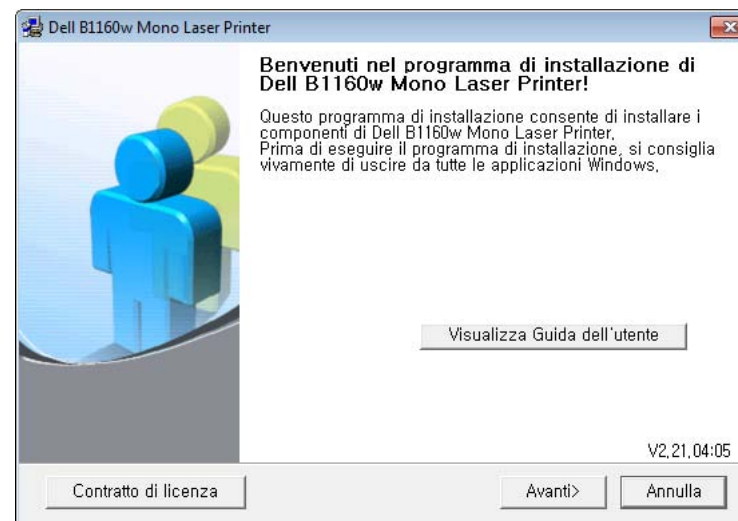 Dell B1160w Mono Laser Printer
Benvenuti nel programma di installazione di
Dell B1160w Mono Laser Printer!
Questo programma di installazione consente di installare i
componenti di Dell B1160w Mono Laser Printer,
Prima di eseguire il programma di installazione, si consiglia
vivamente di uscire da tutte le applicazioni Windows,
Visualizza Guida dell'utente
V2,21,04:05
Contratto di licenza
Avanti>
Annulla